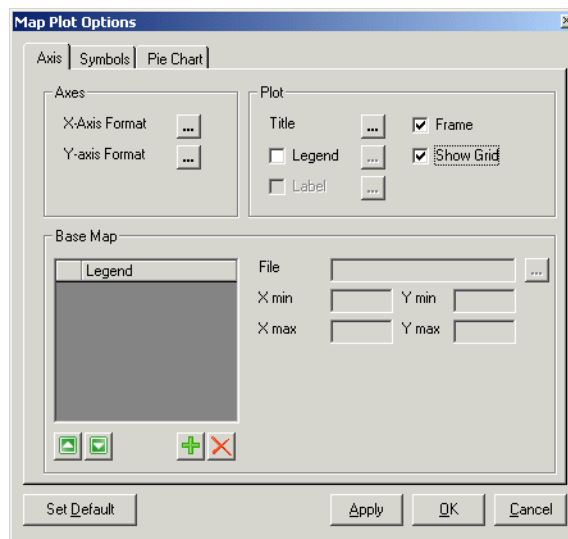 Map Plot Options
Axis Symbols Pie Chart
Axes
X-Axis Format ...
Y-axis Format ...
Plot
Title ... Frame
Legend ... Show Grid
Label ...
Base Map
Legend
File ...
X min Y min
X max Y max
Set Default Apply OK Cancel